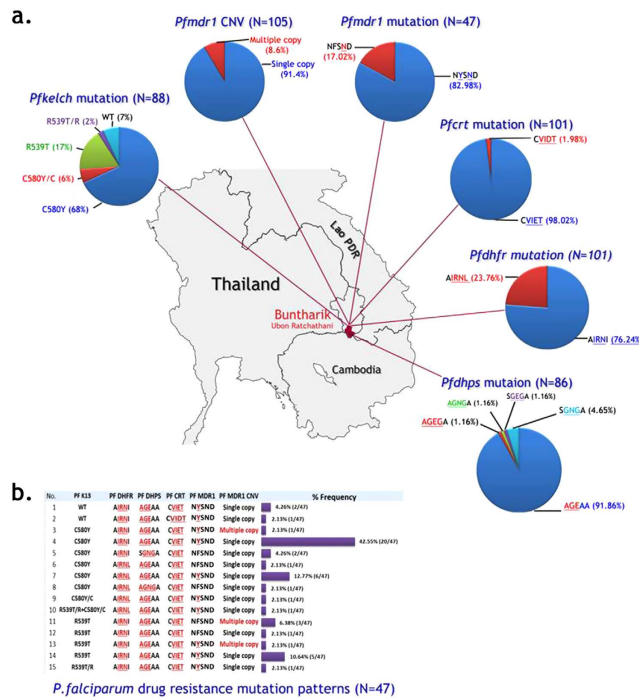 a.
Pfmdr1 CNV (N=105)
Multiple copy
(8.6%)
Single copy
(91.4%)
Pfmdr1 mutation (N=47)
NFSND
(17.02%)
NYSND
(82.98%)
Pfkelch mutation (N=88)
R539T/R (2%)
WT (7%)
R539T (17%)
C580Y/C (6%)
C580Y (68%)
Pfcrt mutation (N=101)
CVIDT (1.98%)
CVIET (98.02%)
Pfdhfr mutation (N=101)
AIRNL (23.76%)
AIRNI (76.24%)
Pfdhps mutaion (N=86)
SGEGA (1.16%)
AGNGA (1.16%)
AGEGA (1.16%)
SGNGA (4.65%)
AGEAA (91.86%)
Lao PDR
Thailand
Buntharik
Ubon Ratchathani
Cambodia
b.
No. PF K13 PF DHFR PF DHPS PF CRT PF MDR1 PF MDR1 CNV % Frequency
1 WT AIRNI AGEAA CVIET NYSND Single copy 4.26% (2/47)
2 WT AIRNI AGEAA CVIDT NYSND Single copy 2.13% (1/47)
3 C580Y AIRNI AGEAA CVIET NYSND Multiple copy 2.13% (1/47)
4 C580Y AIRNI AGEAA CVIET NYSND Single copy 42.55% (20/47)
5 C580Y AIRNI SGNGA CVIET NFSND Single copy 4.26% (2/47)
6 C580Y AIRNL AGEAA CVIET NFSND Single copy 2.13% (1/47)
7 C580Y AIRNL AGEAA CVIET NYSND Single copy 12.77% (6/47)
8 C580Y AIRNL AGNGA CVIET NFSND Single copy 2.13% (1/47)
9 C580Y/C AIRNL AGEAA CVIET NYSND Single copy 2.13% (1/47)
10 R539T/R+C580Y/C AIRNL AGEAA CVIET NYSND Single copy 2.13% (1/47)
11 R539T AIRNI AGEAA CVIET NFSND Multiple copy 6.38% (3/47)
12 R539T AIRNI AGEAA CVIET NFSND Single copy 2.13% (1/47)
13 R539T AIRNI AGEAA CVIET NYSND Multiple copy 2.13% (1/47)
14 R539T AIRNI AGEAA CVIET NYSND Single copy 10.64% (5/47)
15 R539T/R AIRNI AGEAA CVIET NYSND Single copy 2.13% (1/47)
P.falciparum drug resistance mutation patterns (N=47)